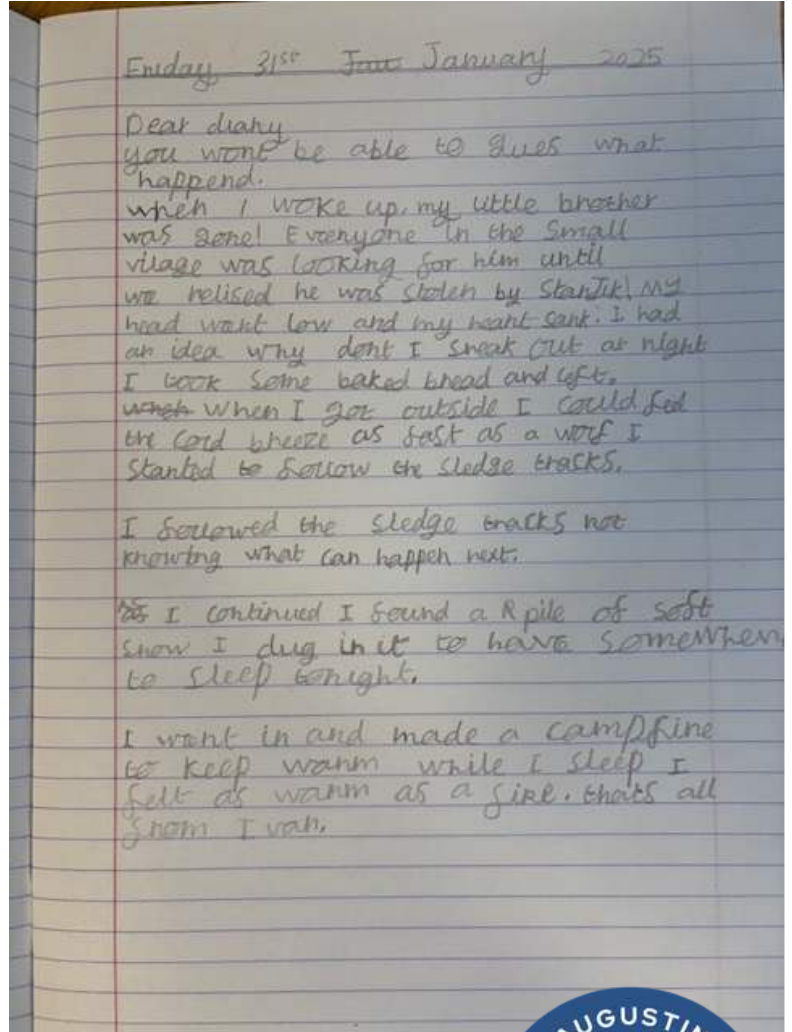 Friday 31st Jau January 2025
Dear diary
you wont be able to gues what
happend.
when I woke up, my little brother
was gone! Everyone in the small
vilage was looking for him until
we relised he was stolen by Stanjik! My
head went low and my heart sank. I had
an idea why dont I sneak out at night
I took some baked bread and left.
when When I got outside I could feel
the cord breeze as fast as a wolf I
started to follow the sledge tracks.
I followed the sledge tracks not
knowing what can happen next.
as I continued I found a R pile of soft
snow I dug in it to have somewher
to sleep tonight.
I went in and made a campfire
to keep warm while I sleep I
felt as warm as a fire. thats all
from Ivan.
AUGUSTIN